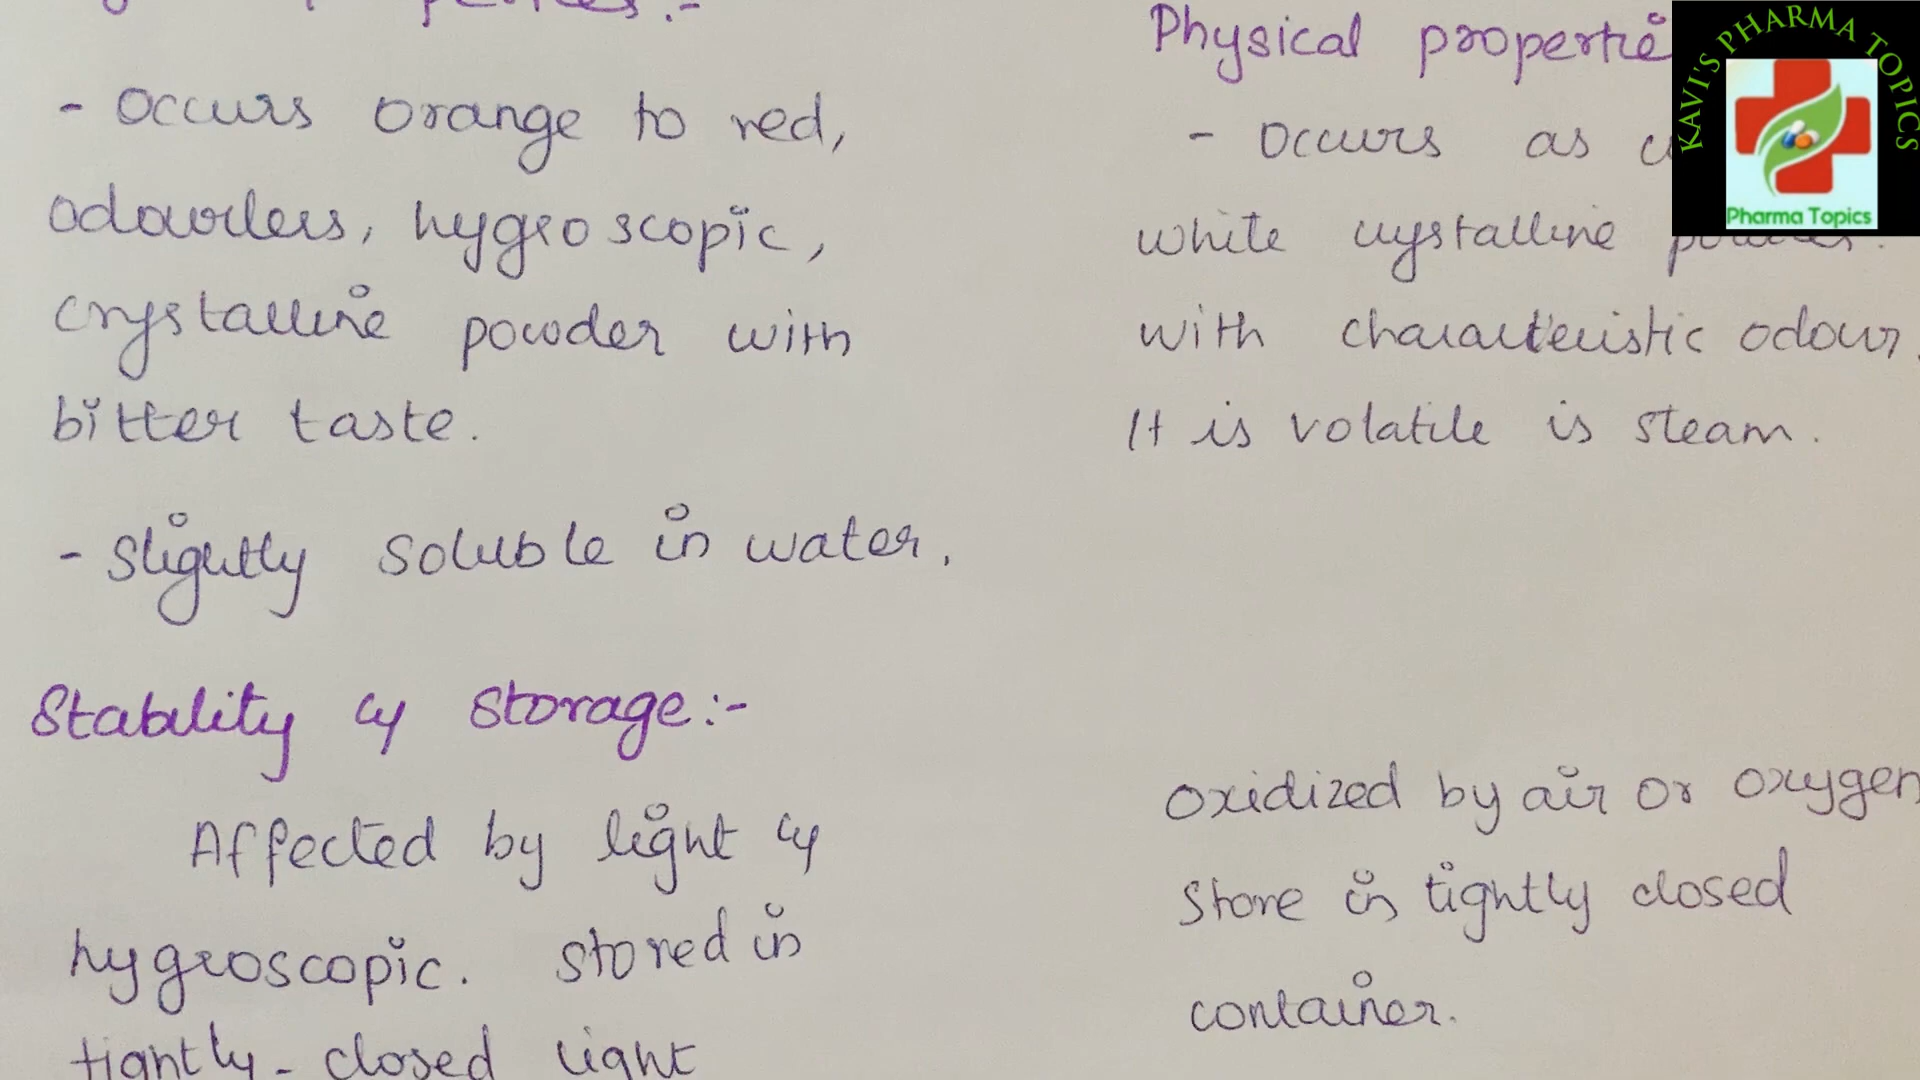 - Occurs orange to red,
odourless, hygroscopic,
crystalline powder with
bitter taste.
- Slightly soluble in water.
Stability & Storage:-
Affected by light &
hygroscopic. stored in
tightly-closed light
Physical
- Occurs as
white crystalline
with characteristic odour.
It is volatile is steam.
Oxidized by air or oxygen
Store in tightly closed
container.
KAVI'S PHARMA TOPICS
Pharma Topics